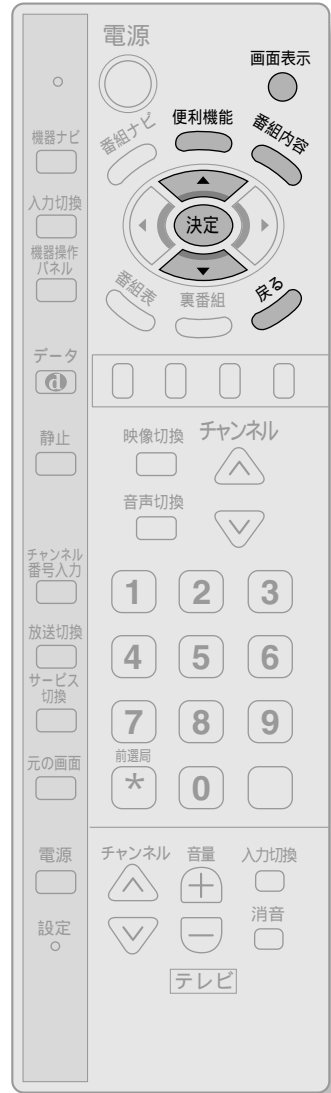 電源
画面表示
便利機能
番組ナビ
番組内容
機器ナビ
入力切換
決定
機器操作
パネル
番組表
裏番組
戻る
データ
d
静止
映像切換
チャンネル
音声切換
チャンネル
番号入力
1 2 3
放送切換
4 5 6
サービス
切換
7 8 9
元の画面
前選局
* 0
電源
チャンネル
音量
入力切換
+
消音
−
設定
テレビ